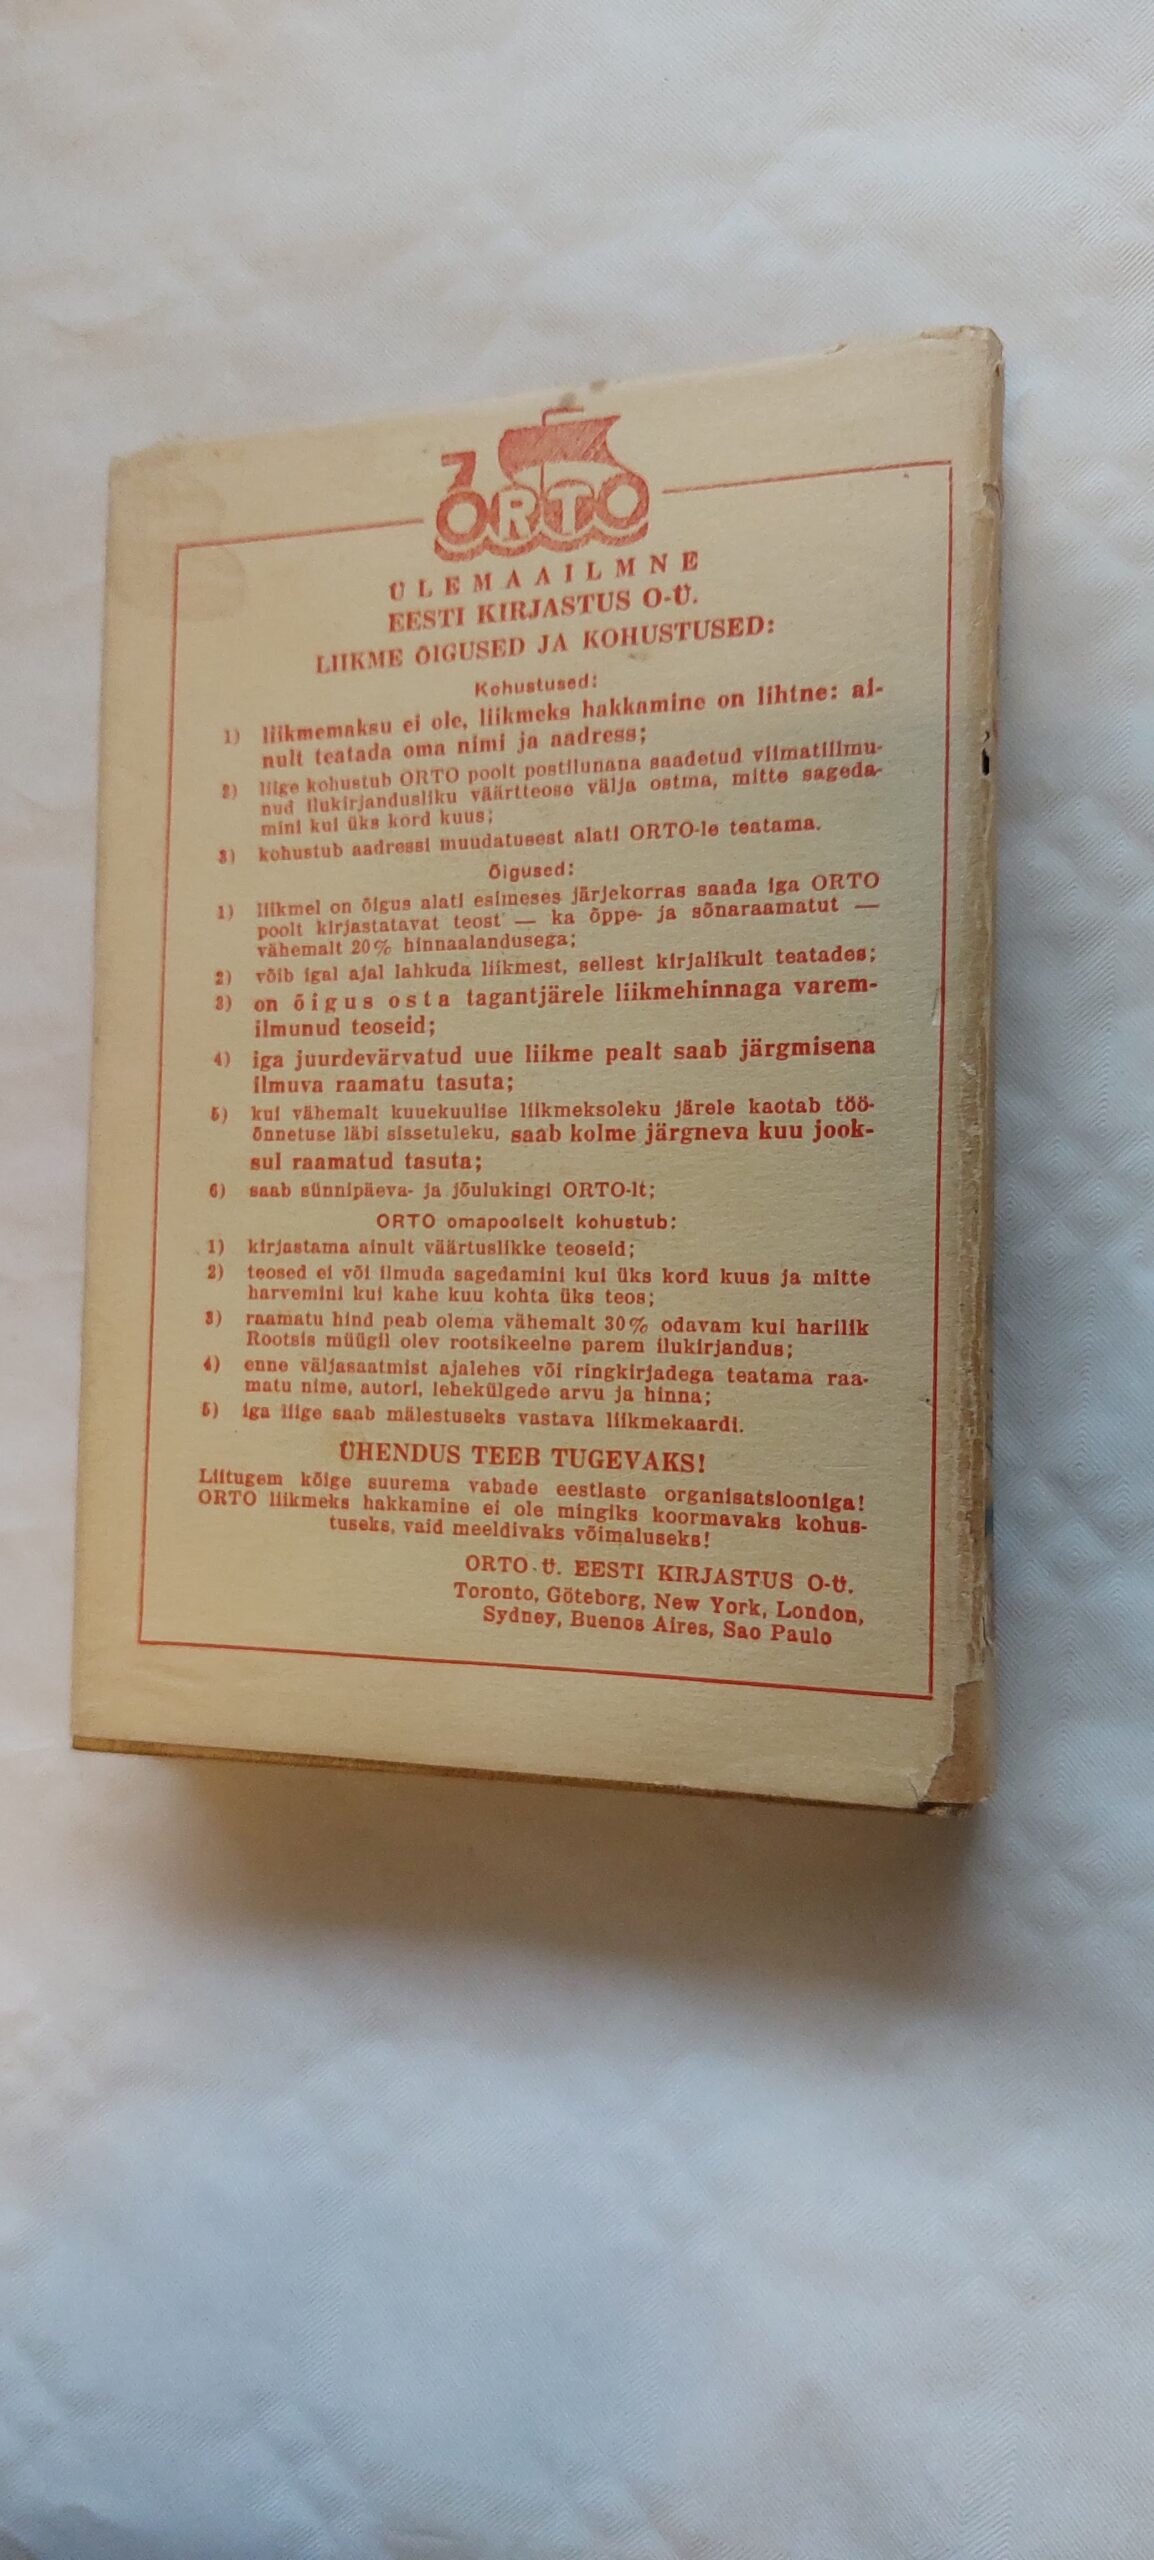 ORTO
ÜLEMAAILMNE
EESTI KIRJASTUS O-Ü.
LIIKME ÕIGUSED JA KOHUSTUSED:
Kohustused:
1) liikmemaksu ei ole, liikmeks hakkamine on lihtne: ai-
nult teatada oma nimi ja aadress;
2) liige kohustub ORTO poolt postilunana saadetud viimatiilmu-
nud ilukirjandusliku väärtteose välja ostma, mitte sageda-
mini kui üks kord kuus;
3) kohustub aadressi muudatusest alati ORTO-le teatama.
Õigused:
1) liikmel on õigus alati esimeses järjekorras saada iga ORTO
poolt kirjastatavat teost — ka õppe- ja sõnaraamatut —
vähemalt 20% hinnaalandusega;
2) võib igal ajal lahkuda liikmest, sellest kirjalikult teatades;
3) on õigus osta tagantjärele liikmehinnaga varem-
ilmunud teoseid;
4) iga juurdevärvatud uue liikme pealt saab järgmisena
ilmuva raamatu tasuta;
5) kui vähemalt kuuekuulise liikmeksoleku järele kaotab töö-
õnnetuse läbi sissetuleku, saab kolme järgneva kuu jook-
sul raamatud tasuta;
6) saab sünnipäeva- ja jõulukingi ORTO-lt;
ORTO omapoolselt kohustub:
1) kirjastama ainult väärtuslikke teoseid;
2) teosed ei või ilmuda sagedamini kui üks kord kuus ja mitte
harvemini kui kahe kuu kohta üks teos;
3) raamatu hind peab olema vähemalt 30% odavam kui harilik
Rootsis müügil olev rootsikeelne parem ilukirjandus;
4) enne väljasaatmist ajalehes või ringkirjadega teatama raa-
matu nime, autori, lehekülgede arvu ja hinna;
5) iga liige saab mälestuseks vastava liikmekaardi.
ÜHENDUS TEEB TUGEVAKS!
Liitugem kõige suurema vabade eestlaste organisatsiooniga!
ORTO liikmeks hakkamine ei ole mingiks koormavaks kohus-
tuseks, vaid meeldivaks võimaluseks!
ORTO Ü. EESTI KIRJASTUS O-Ü.
Toronto, Göteborg, New York, London,
Sydney, Buenos Aires, Sao Paulo